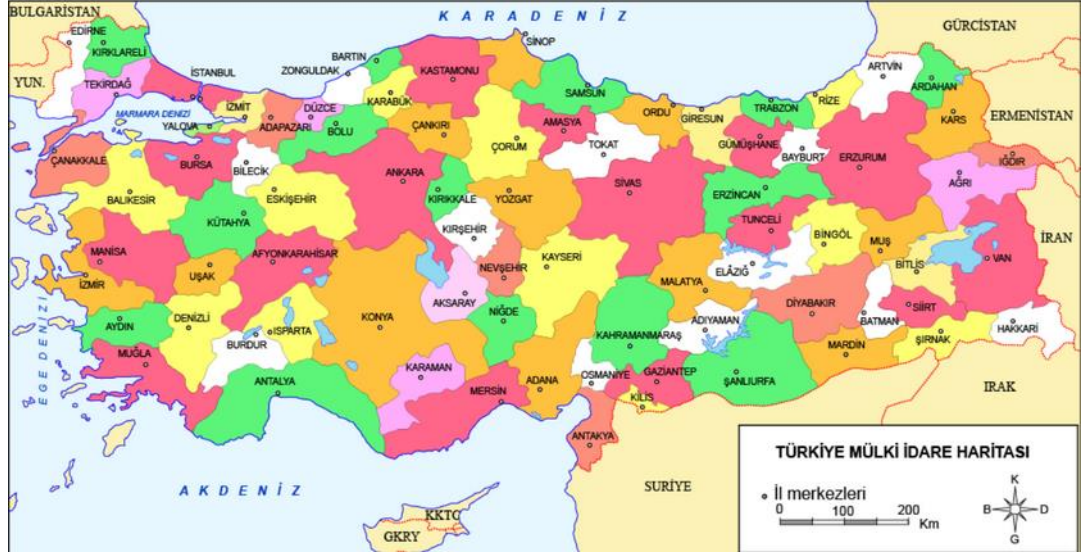 KARADENİZ
BULGARİSTAN
GÜRCİSTAN
EDİRNE
KIRKLARELİ
SİNOP
BARTIN
ZONGULDAK
KASTAMONU
ARTVİN
YUN.
TEKİRDAĞ
İSTANBUL
ARDAHAN
KARABÜK
SAMSUN
ORDU
GİRESUN
TRABZON
RİZE
MARMARA DENİZİ
İZMİT
DÜZCE
ADAPAZARI
YALOVA
BOLU
ÇANKIRI
ÇORUM
AMASYA
KARS
ERMENİSTAN
ÇANAKKALE
BURSA
BİLECİK
TOKAT
GÜMÜŞHANE
BAYBURT
ERZURUM
IĞDIR
ANKARA
KIRIKKALE
SİVAS
AĞRI
BALIKESİR
ESKİŞEHİR
YOZGAT
ERZİNCAN
KÜTAHYA
KIRŞEHİR
TUNCELİ
BİNGÖL
MUŞ
İRAN
MANİSA
AFYONKARAHİSAR
UŞAK
NEVŞEHİR
KAYSERİ
MALATYA
ELÂZIĞ
BİTLİS
VAN
İZMİR
AKSARAY
DİYABAKIR
SİİRT
EGEDENİZİ
AYDIN
DENİZLİ
ISPARTA
KONYA
NİĞDE
KAHRAMANMARAŞ
ADIYAMAN
BATMAN
HAKKARİ
BURDUR
ŞIRNAK
MARDİN
MUĞLA
ANTALYA
KARAMAN
MERSİN
ADANA
OSMANİYE
GAZİANTEP
ŞANLIURFA
KİLİS
IRAK
ANTAKYA
SURİYE
AKDENİZ
KKTC
GKRY
TÜRKİYE MÜLKİ İDARE HARİTASI
İl merkezleri
0 100 200
Km
K
B D
G